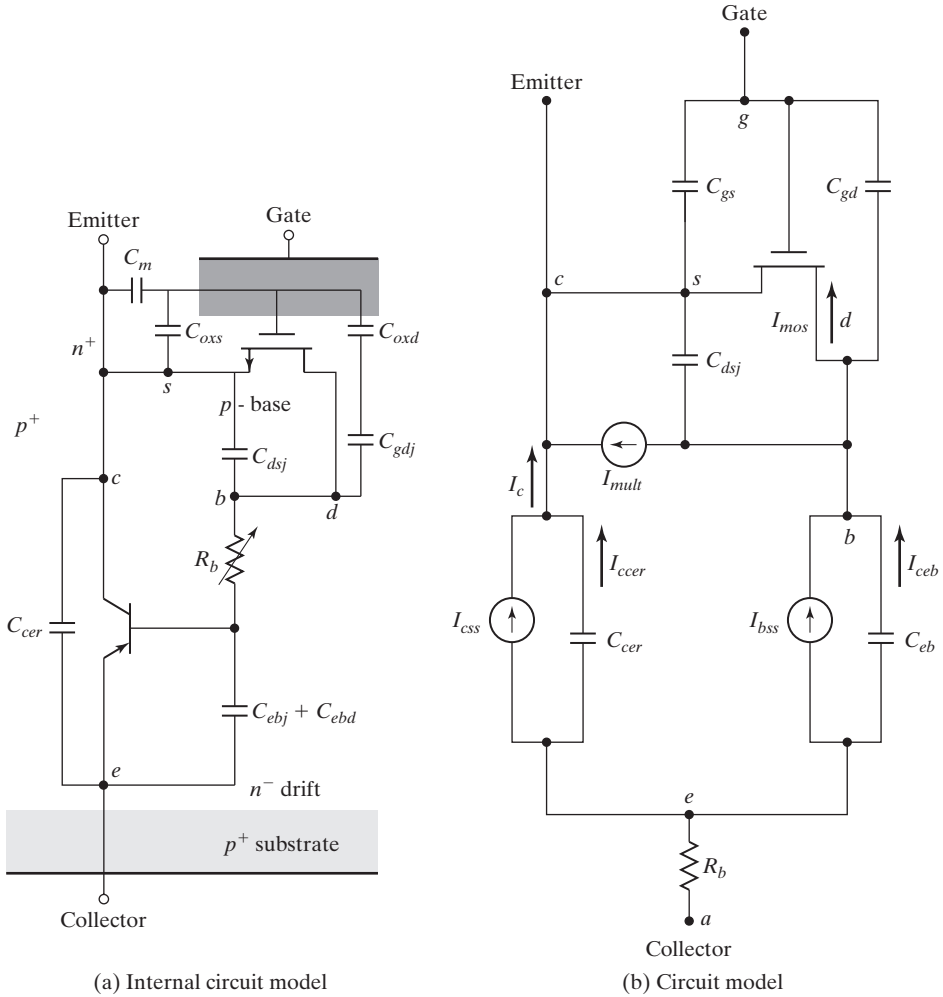 Emitter
Gate
C_m
C_oxs
C_oxd
n^+
s
p - base
p^+
C_dsj
C_gdj
c
b
d
R_b
C_cer
C_ebj + C_ebd
e
n^− drift
p^+ substrate
Collector
(a) Internal circuit model
Gate
Emitter
g
C_gs
C_gd
c
s
I_mos
d
C_dsj
I_mult
I_c
b
I_ccer
I_ceb
I_css
C_cer
I_bss
C_eb
e
R_b
a
Collector
(b) Circuit model